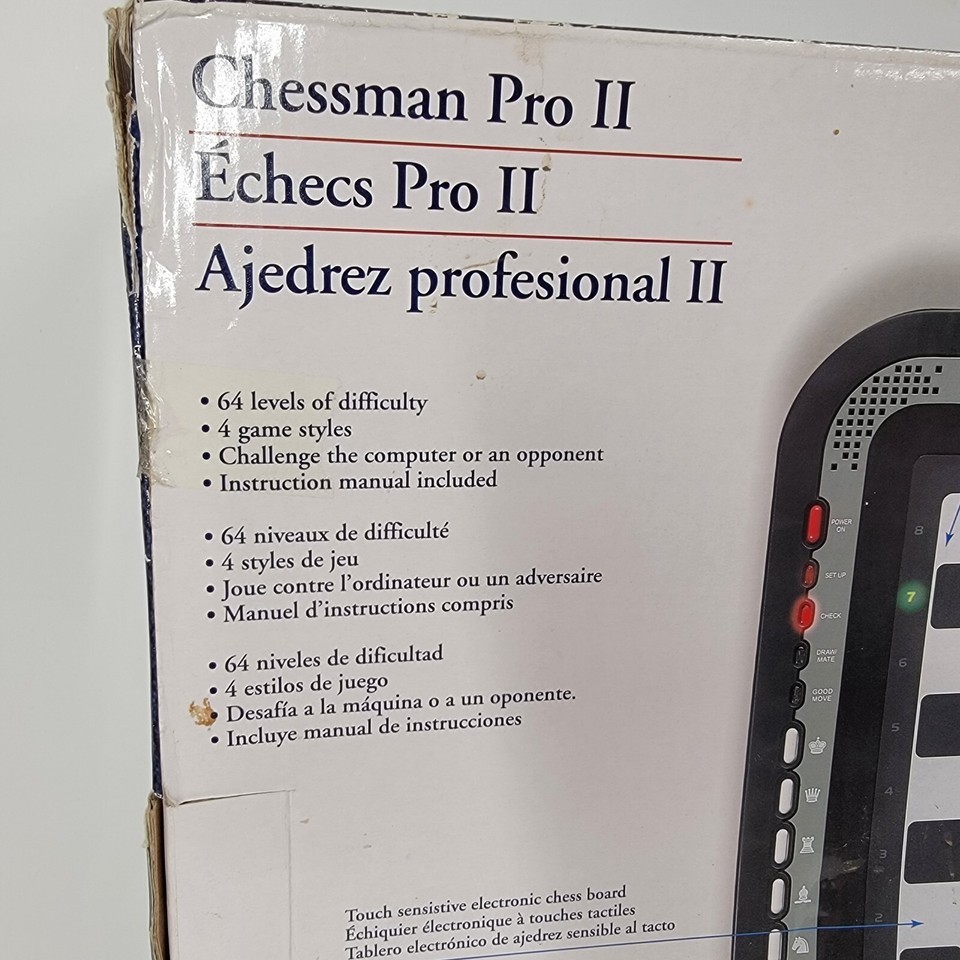 Chessman Pro II
Échecs Pro II
Ajedrez profesional II
• 64 levels of difficulty
• 4 game styles
• Challenge the computer or an opponent
• Instruction manual included
• 64 niveaux de difficulté
• 4 styles de jeu
• Joue contre l'ordinateur ou un adversaire
• Manuel d'instructions compris
• 64 niveles de dificultad
• 4 estilos de juego
• Desafía a la máquina o a un oponente.
• Incluye manual de instrucciones
Touch sensistive electronic chess board
Échiquier électronique à touches tactiles
Tablero electrónico de ajedrez sensible al tacto
POWER
ON
SET UP
CHECK
DRAW/
MATE
GOOD
MOVE
8
7
6
5
4
3
2